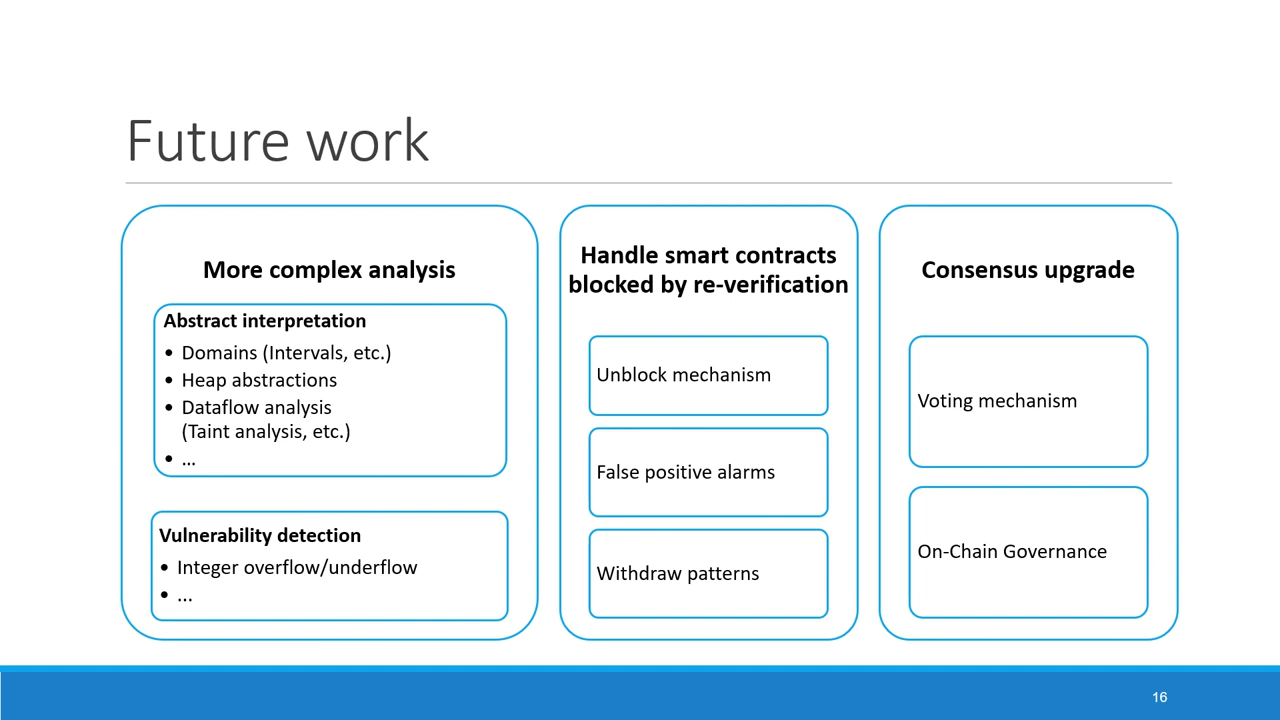 Future work
More complex analysis
Abstract interpretation
• Domains (Intervals, etc.)
• Heap abstractions
• Dataflow analysis
(Taint analysis, etc.)
• …
Vulnerability detection
• Integer overflow/underflow
• ...
Handle smart contracts
blocked by re-verification
Unblock mechanism
False positive alarms
Withdraw patterns
Consensus upgrade
Voting mechanism
On-Chain Governance
16